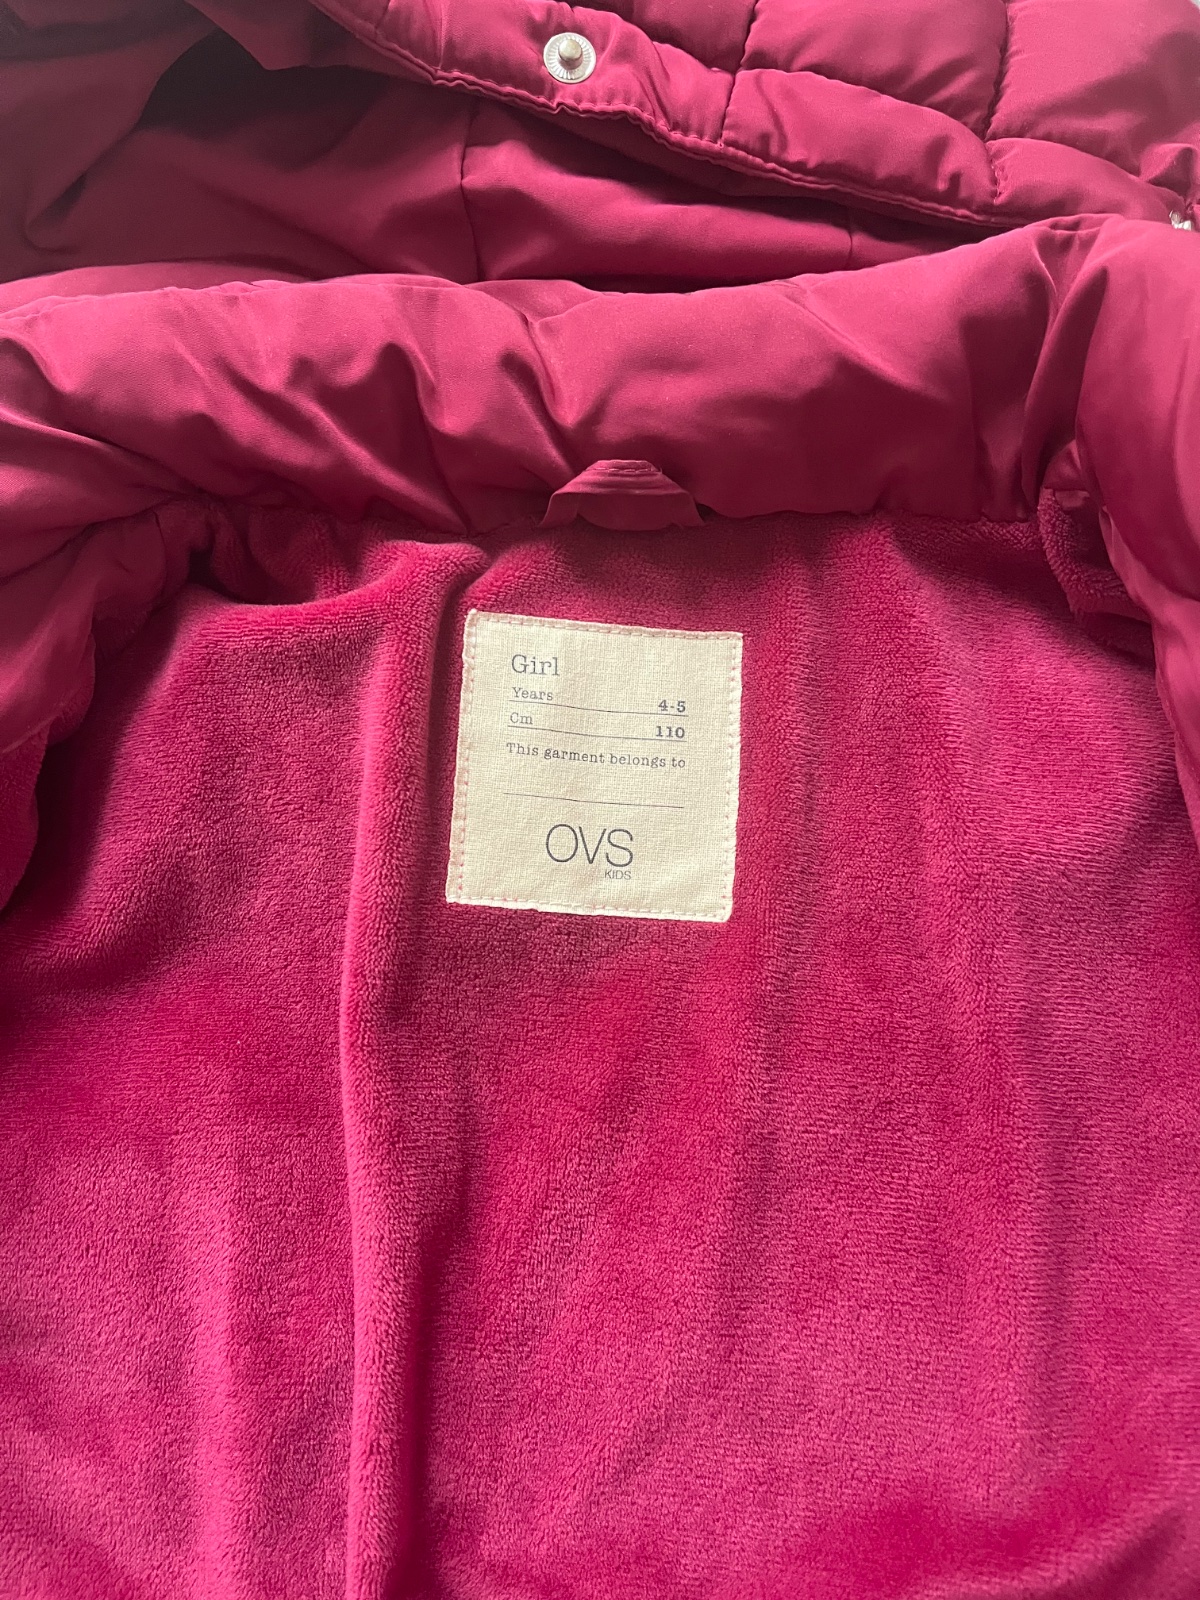 Girl
Years 4-5
Cm 110
This garment belongs to
OVS
KIDS